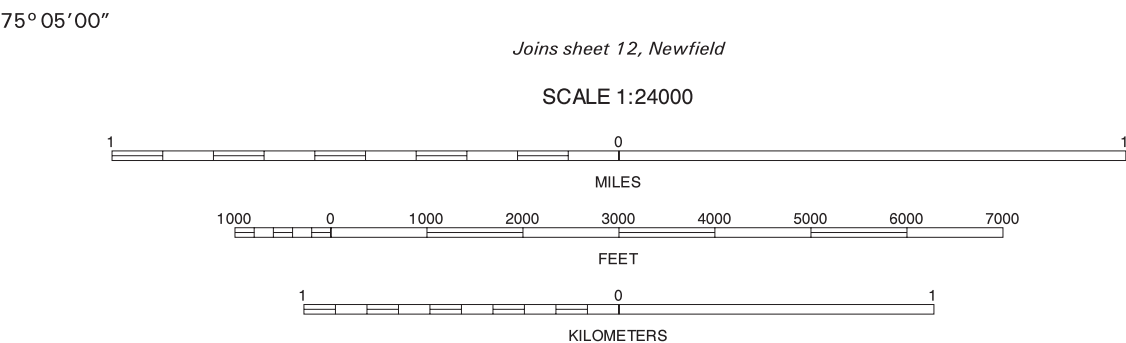 75° 05′ 00″
Joins sheet 12, Newfield
SCALE 1:24000
1 0 1
MILES
1000 0 1000 2000 3000 4000 5000 6000 7000
FEET
1 0 1
KILOMETERS